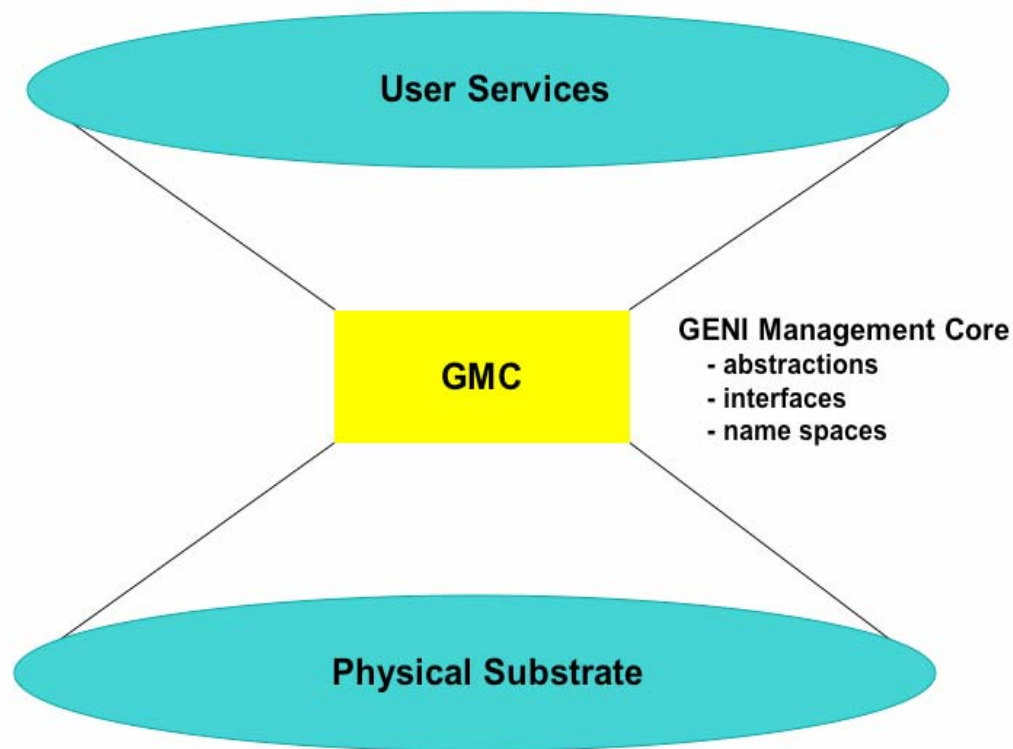 User Services
GMC
GENI Management Core
- abstractions
- interfaces
- name spaces
Physical Substrate